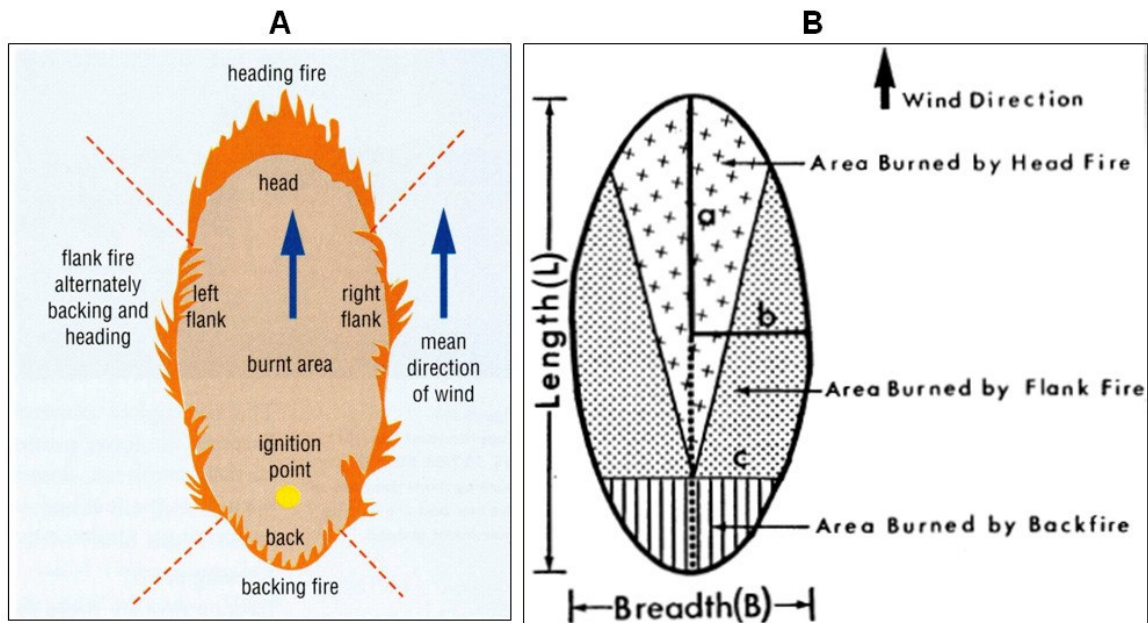 A
heading fire
head
flank fire
alternately
backing and
heading
left
flank
right
flank
mean
direction
of wind
burnt area
ignition
point
back
backing fire
B
Wind Direction
Area Burned by Head Fire
a
b
Length(L)
Area Burned by Flank Fire
c
Area Burned by Backfire
Breadth(B)